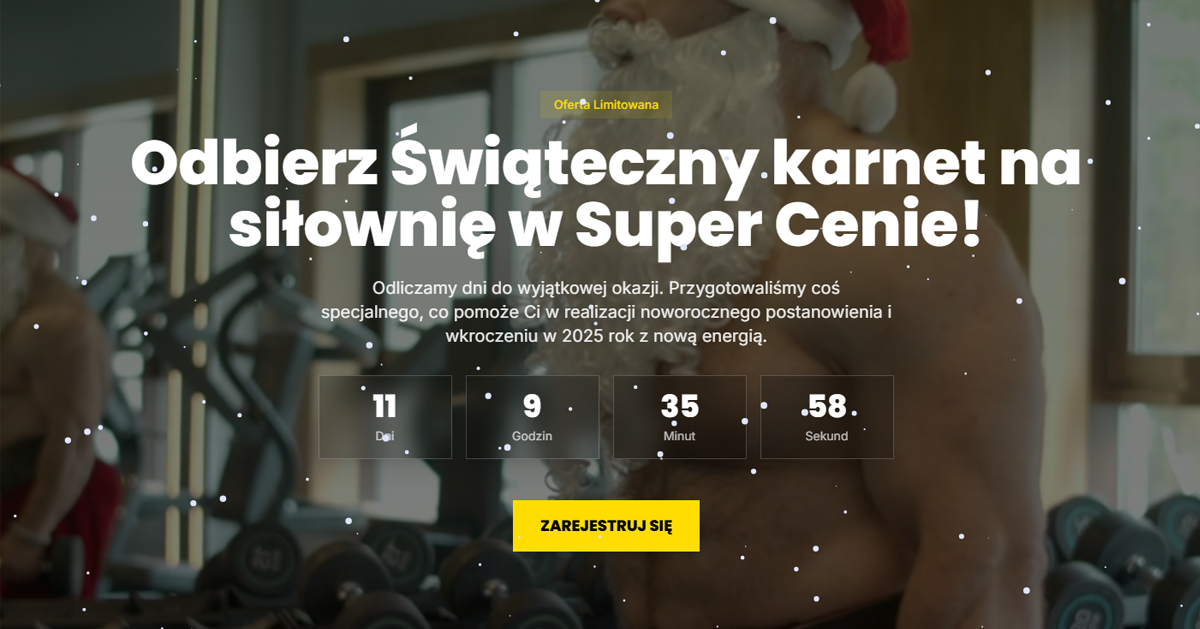 Oferta Limitowana
Odbierz Świąteczny karnet na
siłownię w Super Cenie!
Odliczamy dni do wyjątkowej okazji. Przygotowaliśmy coś
specjalnego, co pomoże Ci w realizacji noworocznego postanowienia i
wkroczeniu w 2025 rok z nową energią.
11 9 35 58
Dni Godzin Minut Sekund
ZAREJESTRUJ SIĘ